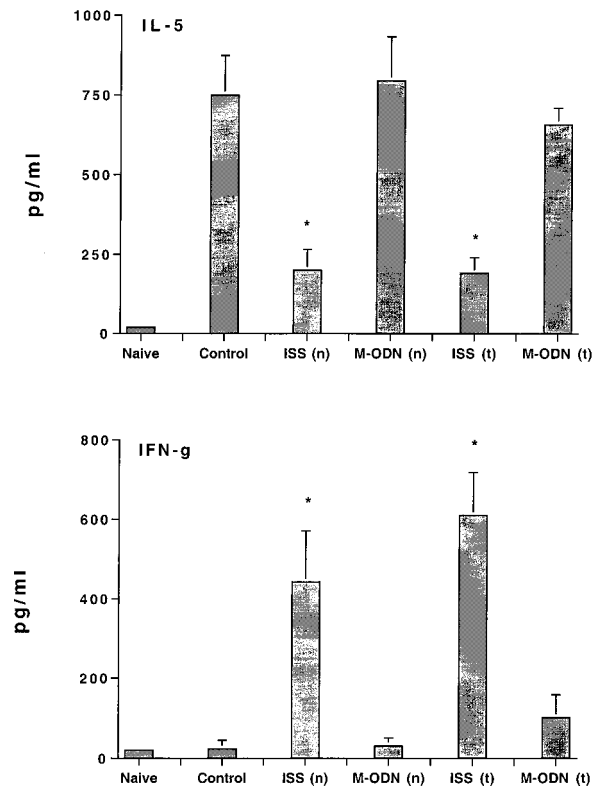 1000
IL-5
750
500
250
0
pg/ml
*
*
Naive Control ISS (n) M-ODN (n) ISS (t) M-ODN (t)
800
IFN-g
600
400
200
0
pg/ml
*
*
Naive Control ISS (n) M-ODN (n) ISS (t) M-ODN (t)